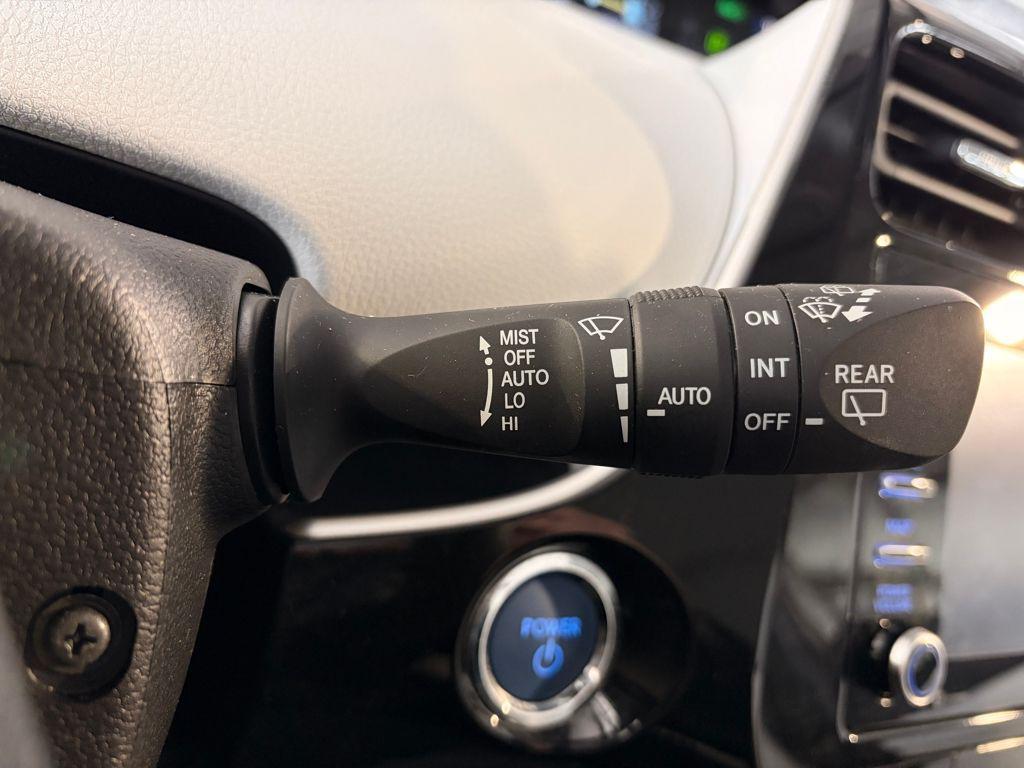 MIST
OFF
AUTO
LO
HI
AUTO
ON
INT
OFF
REAR
POWER